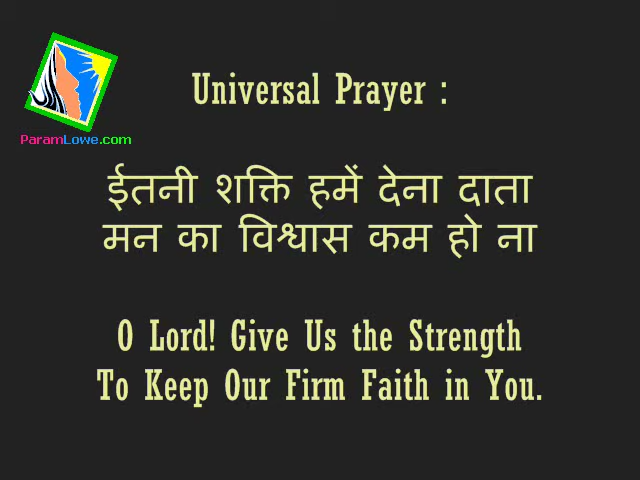 ParamLowe.com
Universal Prayer :
ईतनी शक्ति हमें देना दाता
मन का विश्वास कम हो ना
O Lord! Give Us the Strength
To Keep Our Firm Faith in You.